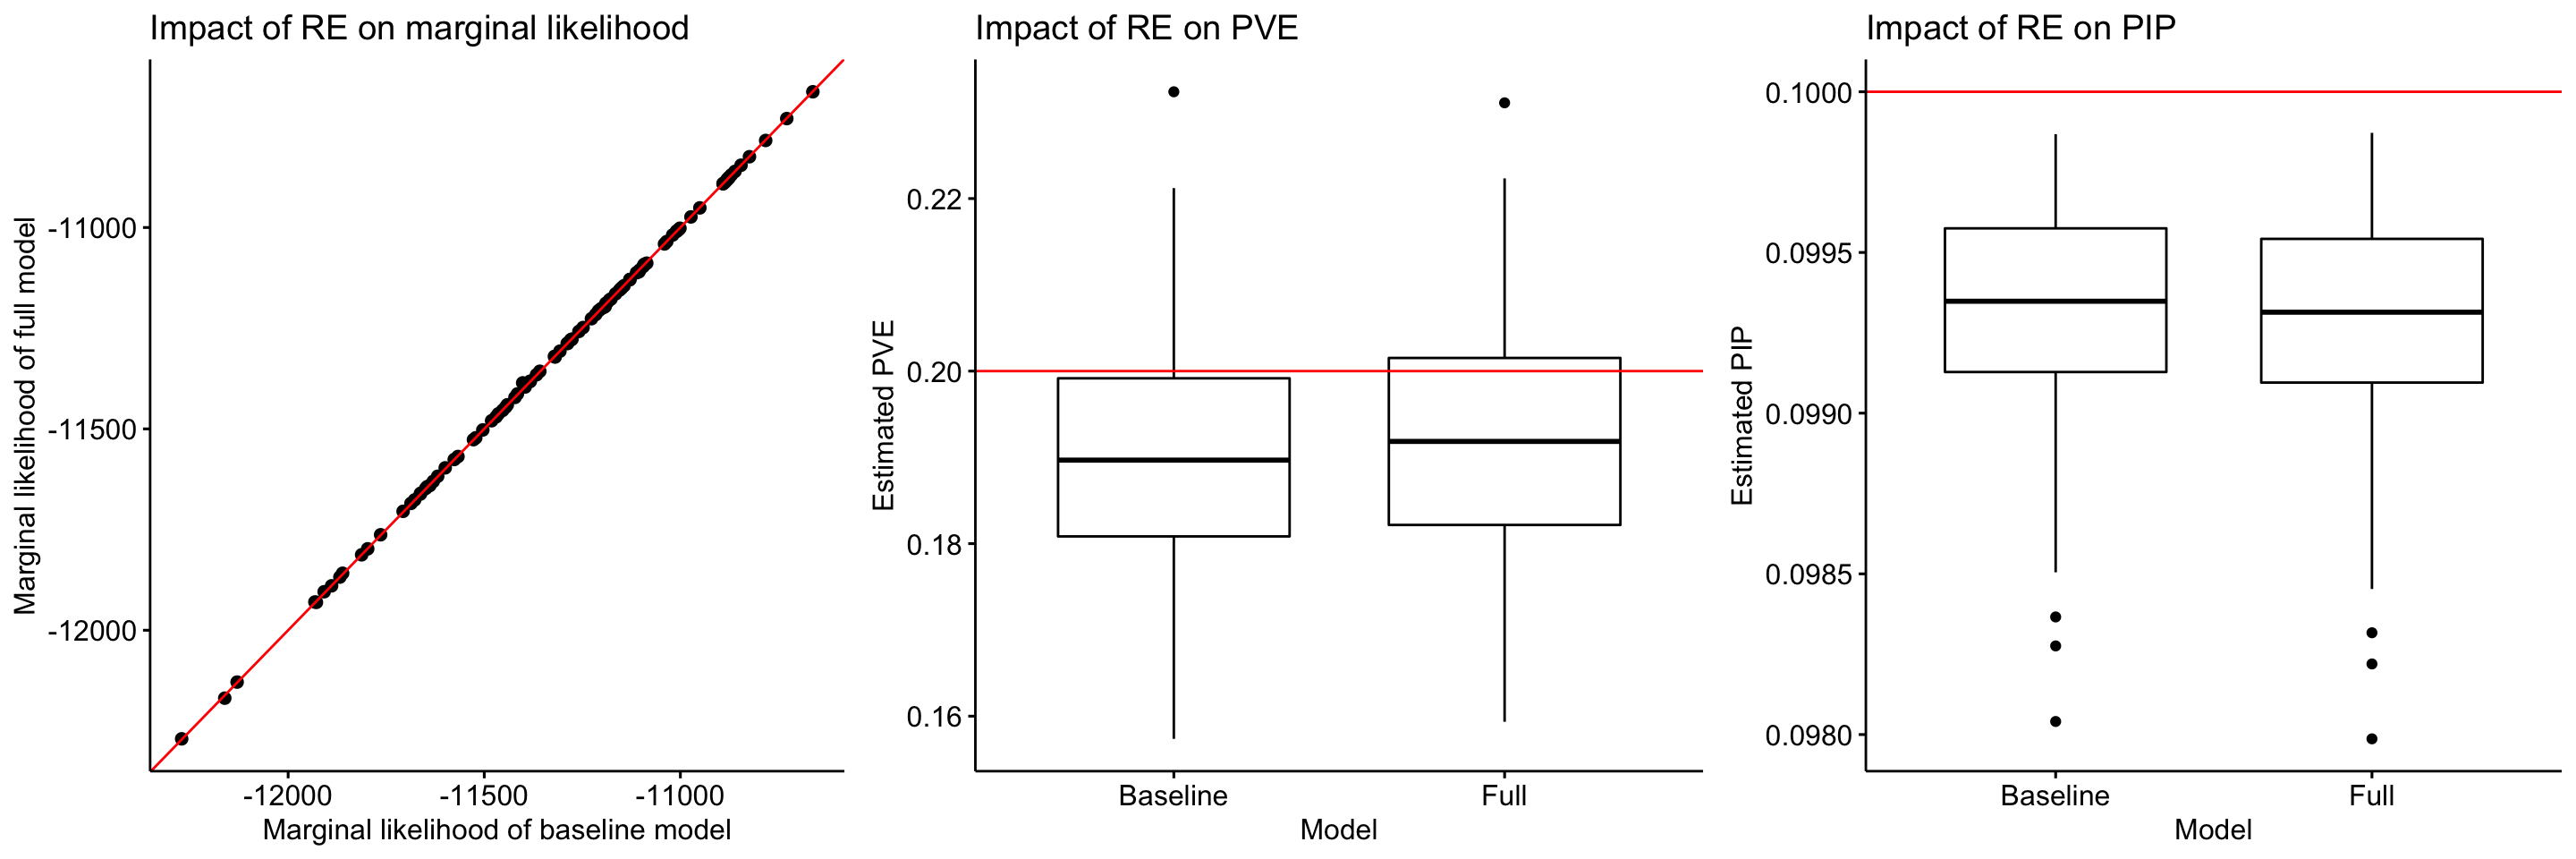 Impact of RE on marginal likelihood
Marginal likelihood of full model
-11000
-11500
-12000
-12000
-11500
-11000
Marginal likelihood of baseline model
Impact of RE on PVE
Estimated PVE
0.22
0.20
0.18
0.16
Baseline
Full
Model
Impact of RE on PIP
Estimated PIP
0.1000
0.0995
0.0990
0.0985
0.0980
Baseline
Full
Model